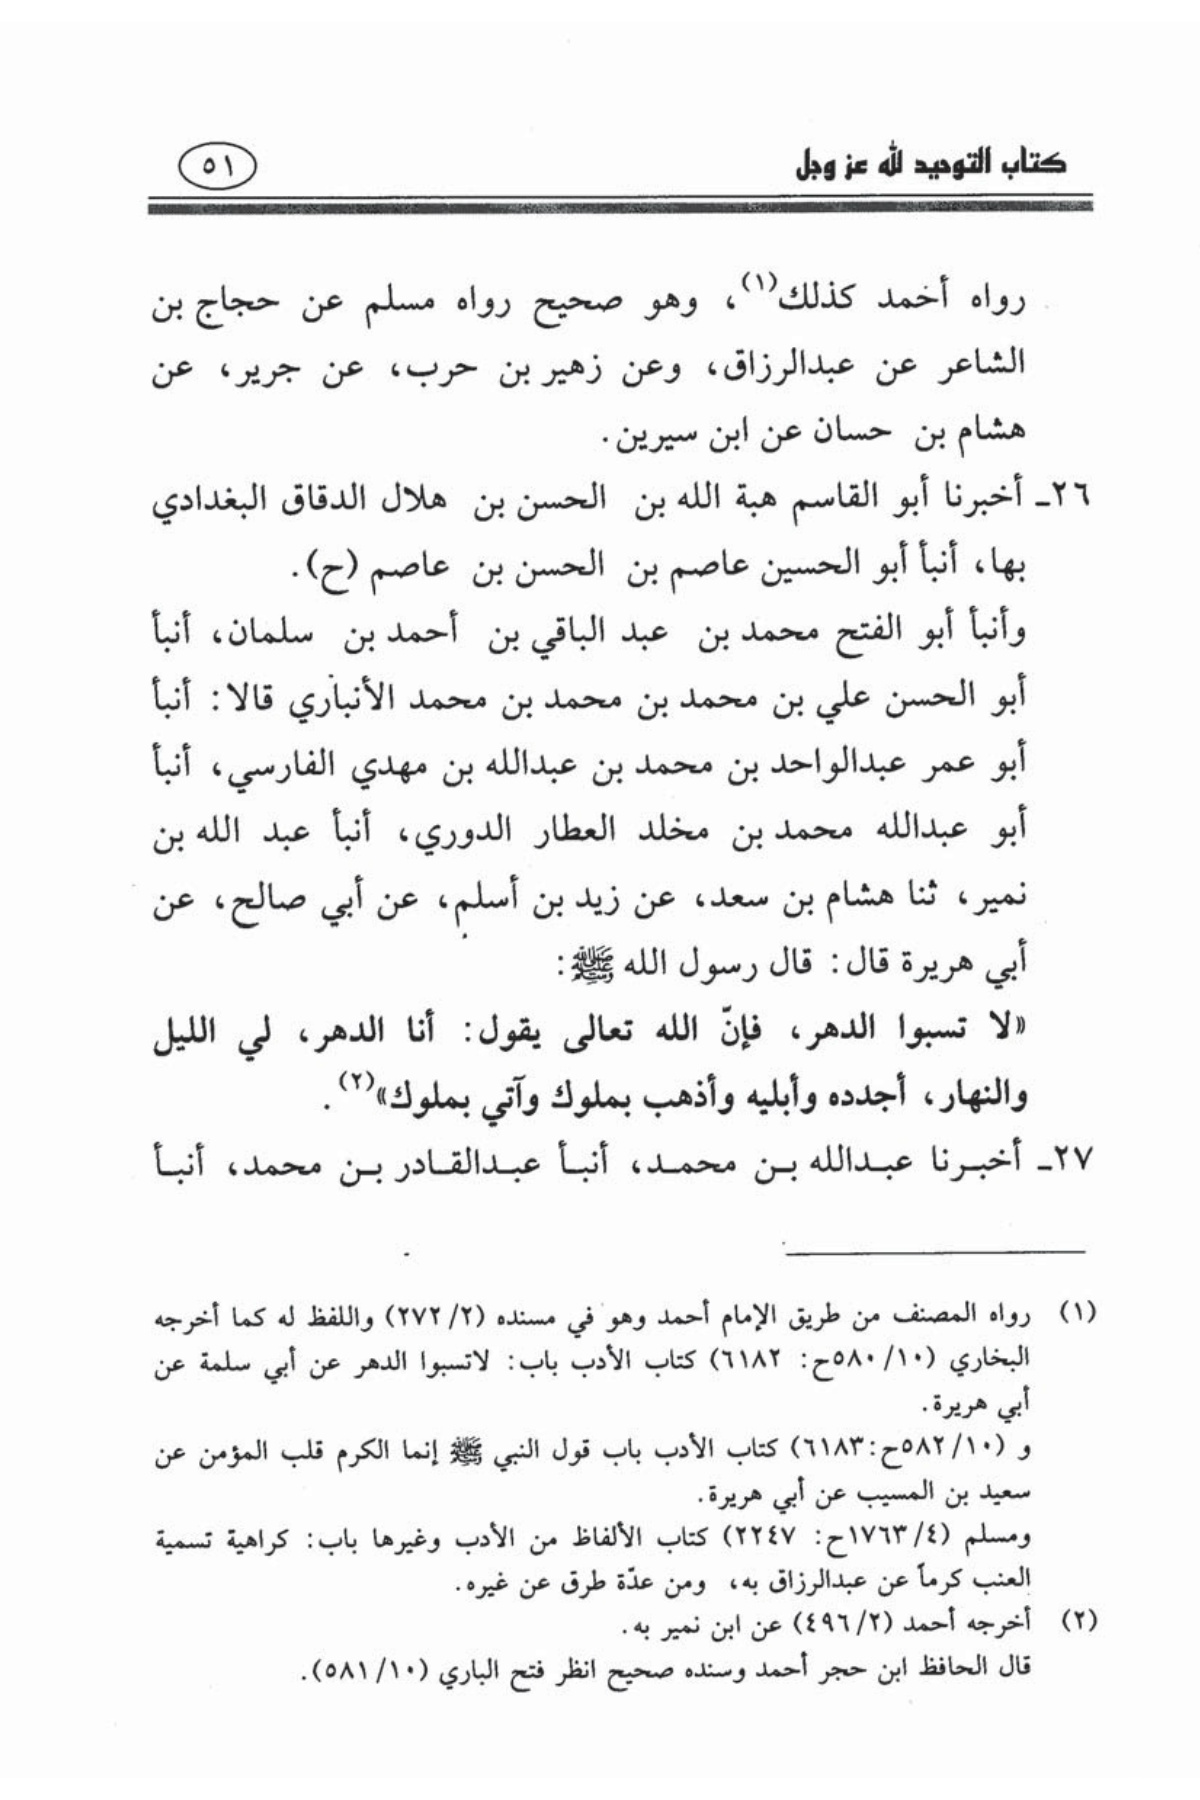 كتاب التوحيد لله عز وجل
٥١
رواه أخمد كذلك(١)، وهو صحيح رواه مسلم عن حجاج بن
الشاعر عن عبدالرزاق، وعن زهير بن حرب، عن جرير، عن
هشام بن حسان عن ابن سيرين.
٢٦ـ أخبرنا أبو القاسم هبة الله بن الحسن بن هلال الدقاق البغدادي
بها، أنبأ أبو الحسين عاصم بن الحسن بن عاصم (ح).
وأنبأ أبو الفتح محمد بن عبد الباقي بن أحمد بن سلمان، أنبأ
أبو الحسن علي بن محمد بن محمد بن محمد الأنباري قالا: أنبأ
أبو عمر عبدالواحد بن محمد بن عبدالله بن مهدي الفارسي، أنبأ
أبو عبدالله محمد بن مخلد العطار الدوري، أنبأ عبد الله بن
نمير، ثنا هشام بن سعد، عن زيد بن أسلم، عن أبي صالح، عن
أبي هريرة قال: قال رسول الله ﷺ:
«لا تسبوا الدهر، فإنّ الله تعالى يقول: أنا الدهر، لي الليل
والنهار، أجدده وأبليه وأذهب بملوك وآتي بملوك»(٢).
٢٧ـ أخبـرنا عبـدالله بـن محمـد، أنبـأ عبـدالقـادر بـن محمد، أنبـأ
(١) رواه المصنف من طريق الإمام أحمد وهو في مسنده (٢/ ٢٧٢) واللفظ له كما أخرجه
البخاري (١٠/ ٥٨٠ح: ٦١٨٢) كتاب الأدب باب: لاتسبوا الدهر عن أبي سلمة عن
أبي هريرة.
و (١٠/ ٥٨٢ح:٦١٨٣) كتاب الأدب باب قول النبي ﷺ إنما الكرم قلب المؤمن عن
سعيد بن المسيب عن أبي هريرة.
ومسلم (٤/ ١٧٦٣ح: ٢٢٤٧) كتاب الألفاظ من الأدب وغيرها باب: كراهية تسمية
العنب كرماً عن عبدالرزاق به، ومن عدّة طرق عن غيره.
(٢) أخرجه أحمد (٢/ ٤٩٦) عن ابن نمير به.
قال الحافظ ابن حجر أحمد وسنده صحيح انظر فتح الباري (١٠/ ٥٨١).